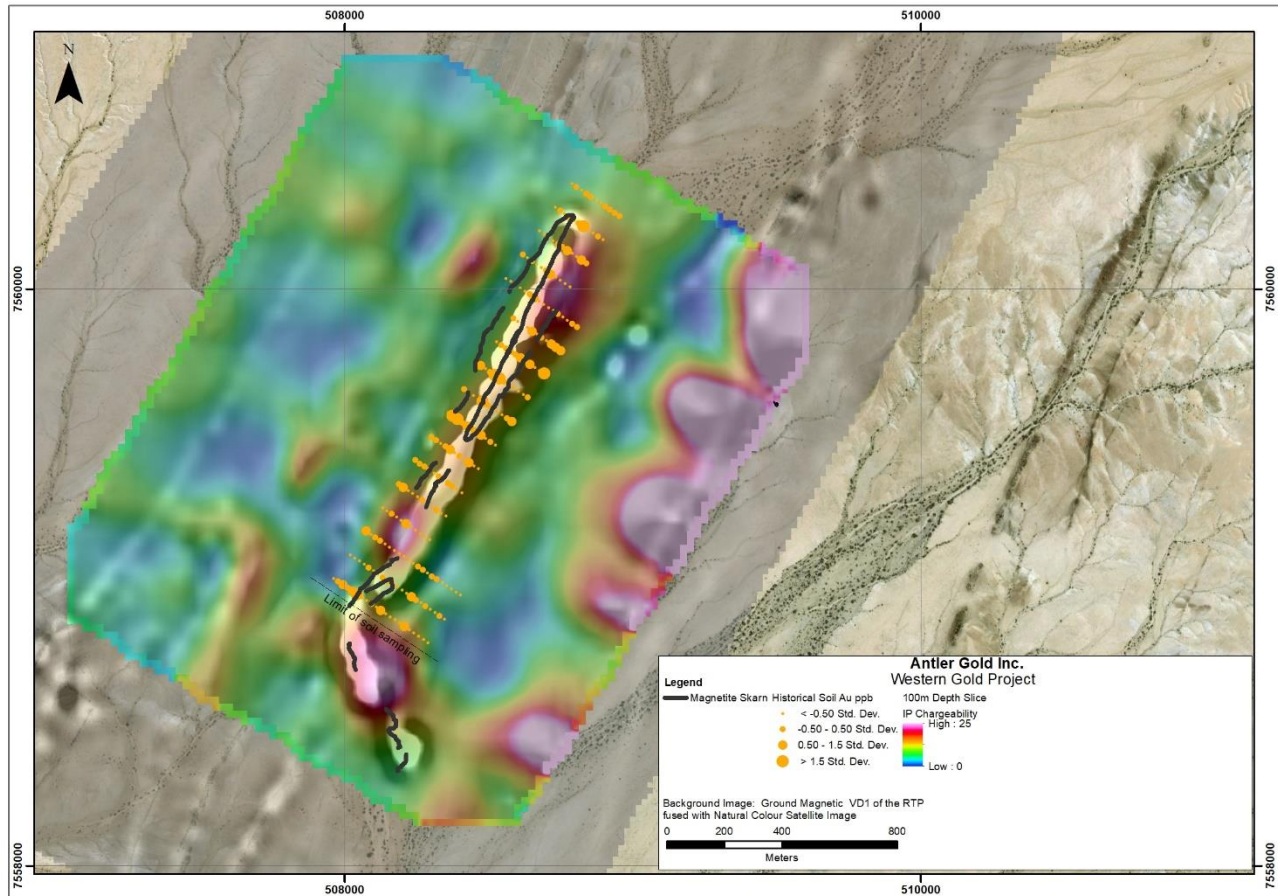 508000
510000
N
7560000
7560000
Limit of soil sampling
Antler Gold Inc.
Western Gold Project
Legend
Magnetite Skarn
Historical Soil Au ppb
< -0.50 Std. Dev.
-0.50 - 0.50 Std. Dev.
0.50 - 1.5 Std. Dev.
> 1.5 Std. Dev.
100m Depth Slice
IP Chargeability
High : 25
Low : 0
Background Image: Ground Magnetic VD1 of the RTP
fused with Natural Colour Satellite Image
0 200 400 800
Meters
7558000
7558000
508000
510000